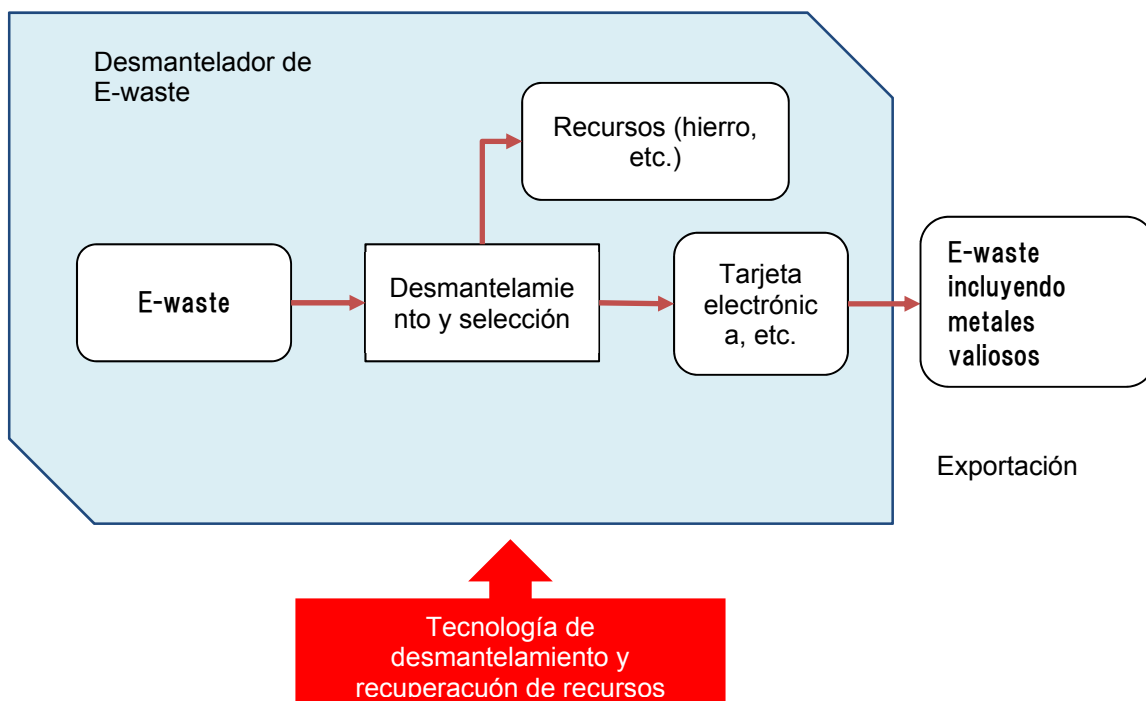 Desmantelador de
E-waste
Recursos (hierro,
etc.)
E-waste
Desmantelamie
nto y selección
Tarjeta
electrónic
a, etc.
E-waste
incluyendo
metales
valiosos
Exportación
Tecnología de
desmantelamiento y
recuperacuón de recursos